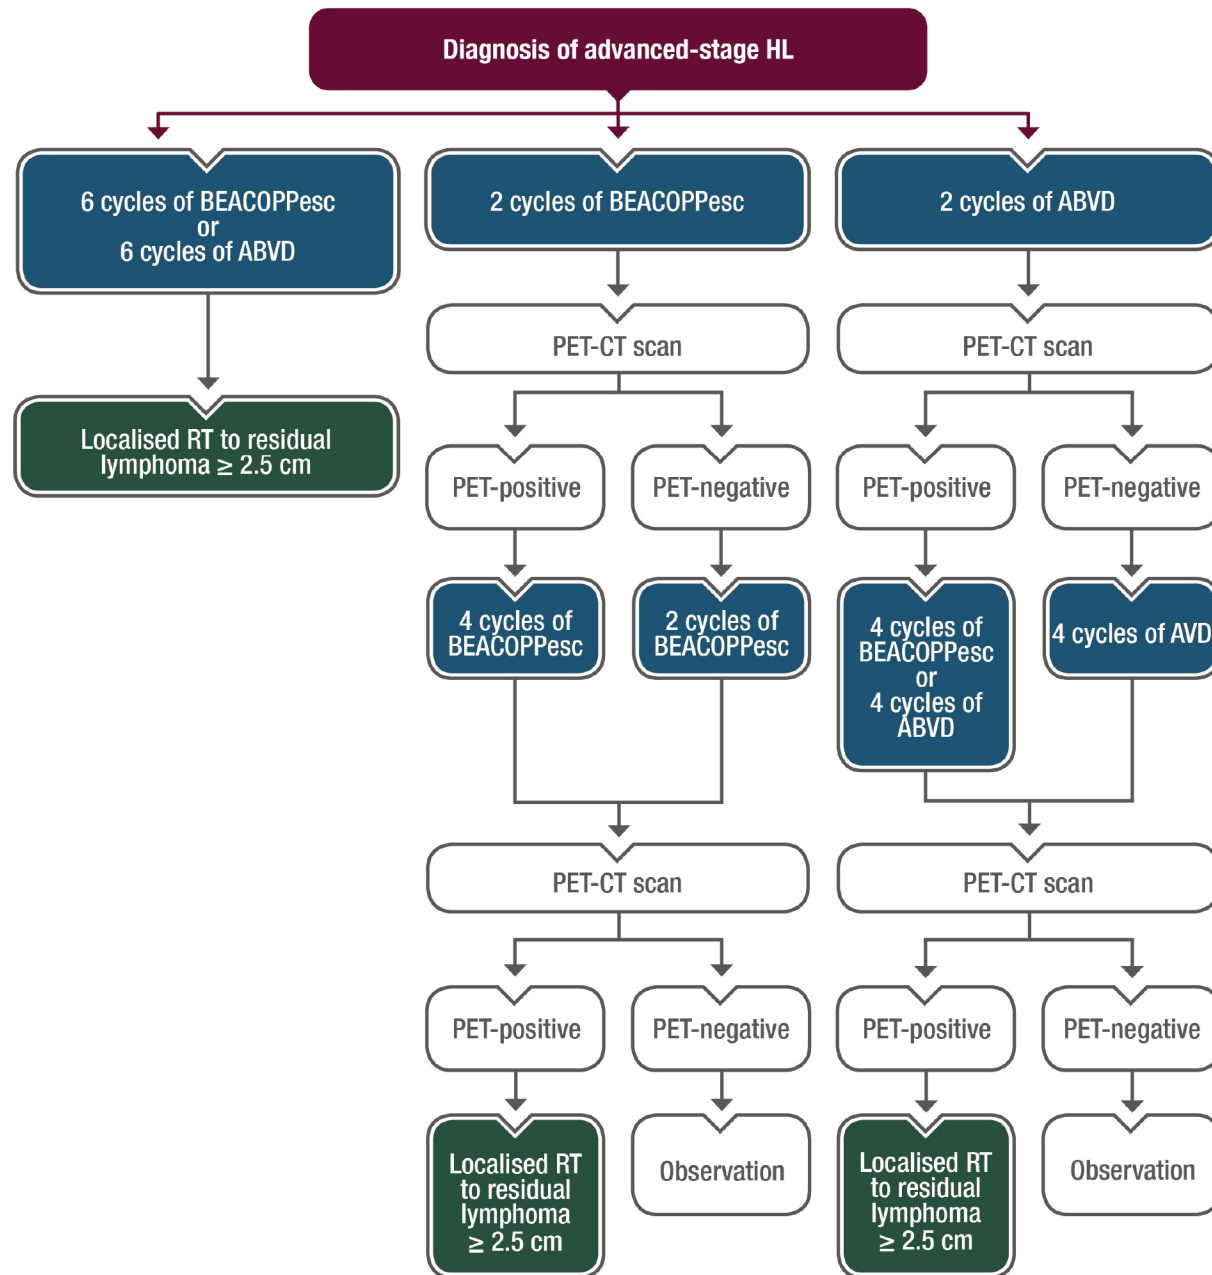 Diagnosis of advanced-stage HL
6 cycles of BEACOPPesc
or
6 cycles of ABVD
Localised RT to residual
lymphoma ≥ 2.5 cm
2 cycles of BEACOPPesc
PET-CT scan
PET-positive
PET-negative
4 cycles of
BEACOPPesc
2 cycles of
BEACOPPesc
PET-CT scan
PET-positive
PET-negative
Localised RT
to residual
lymphoma
≥ 2.5 cm
Observation
2 cycles of ABVD
PET-CT scan
PET-positive
PET-negative
4 cycles of
BEACOPPesc
or
4 cycles of
ABVD
4 cycles of AVD
PET-CT scan
PET-positive
PET-negative
Localised RT
to residual
lymphoma
≥ 2.5 cm
Observation